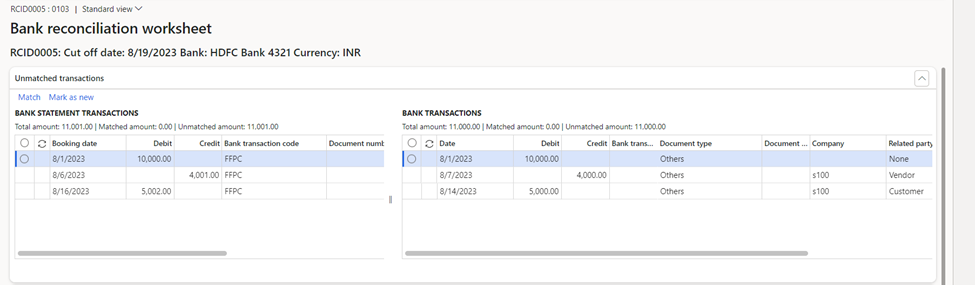 RCID0005 : 0103 | Standard view
Bank reconciliation worksheet
RCID0005: Cut off date: 8/19/2023 Bank: HDFC Bank 4321 Currency: INR
Unmatched transactions
Match Mark as new
BANK STATEMENT TRANSACTIONS
Total amount: 11.001.00 | Matched amount: 0.00 | Unmatched amount: 11.001.00
Booking date Debit Credit Bank transaction code Document numb
8/1/2023 10,000.00 FFPC
8/6/2023 4,001.00 FFPC
8/16/2023 5,002.00 FFPC
BANK TRANSACTIONS
Total amount: 11.000.00 | Matched amount: 0.00 | Unmatched amount: 11,000.00
Date Debit Credit Bank trans... Document type Document ... Company Related party
8/1/2023 10,000.00 Others None
8/7/2023 4,000.00 Others s100 Vendor
8/14/2023 5,000.00 Others s100 Customer